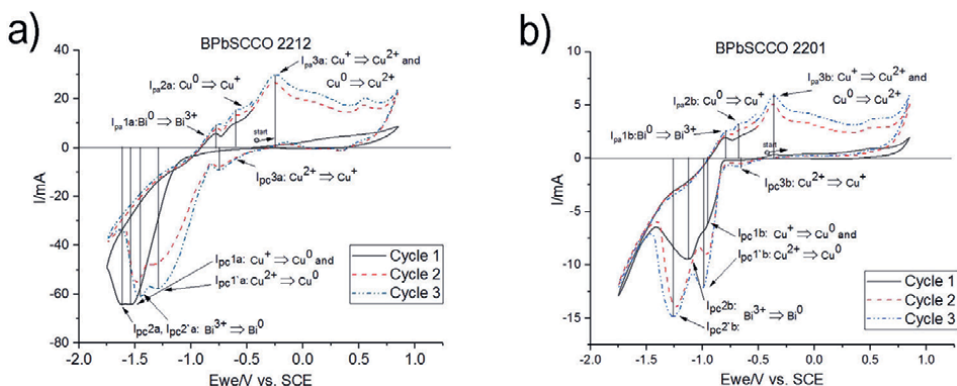 a)
BPbSCCO 2212
I/mA
40
20
0
-20
-40
-60
-80
-2.0
-1.5
-1.0
-0.5
0.0
0.5
1.0
Ewe/V vs. SCE
Ipa3a: Cu⁺ ⇒ Cu²⁺ and
Cu⁰ ⇒ Cu²⁺
Ipa2a: Cu⁰ ⇒ Cu⁺
Ipa1a:Bi⁰ ⇒ Bi³⁺
start
Ipc3a: Cu²⁺ ⇒ Cu⁺
Ipc1a: Cu⁺ ⇒ Cu⁰ and
Ipc1'a: Cu²⁺ ⇒ Cu⁰
Ipc2a, Ipc2'a: Bi³⁺ ⇒ Bi⁰
Cycle 1
Cycle 2
Cycle 3
b)
BPbSCCO 2201
I/mA
10
5
0
-5
-10
-15
-2.0
-1.5
-1.0
-0.5
0.0
0.5
1.0
Ewe/V vs. SCE
Ipa3b: Cu⁺ ⇒ Cu²⁺ and
Cu⁰ ⇒ Cu²⁺
Ipa2b: Cu⁰ ⇒ Cu⁺
Ipa1b:Bi⁰ ⇒ Bi³⁺
start
Ipc3b: Cu²⁺ ⇒ Cu⁺
Ipc1b: Cu⁺ ⇒ Cu⁰ and
Ipc1'b: Cu²⁺ ⇒ Cu⁰
Ipc2b:
Bi³⁺ ⇒ Bi⁰
Ipc2'b:
Cycle 1
Cycle 2
Cycle 3